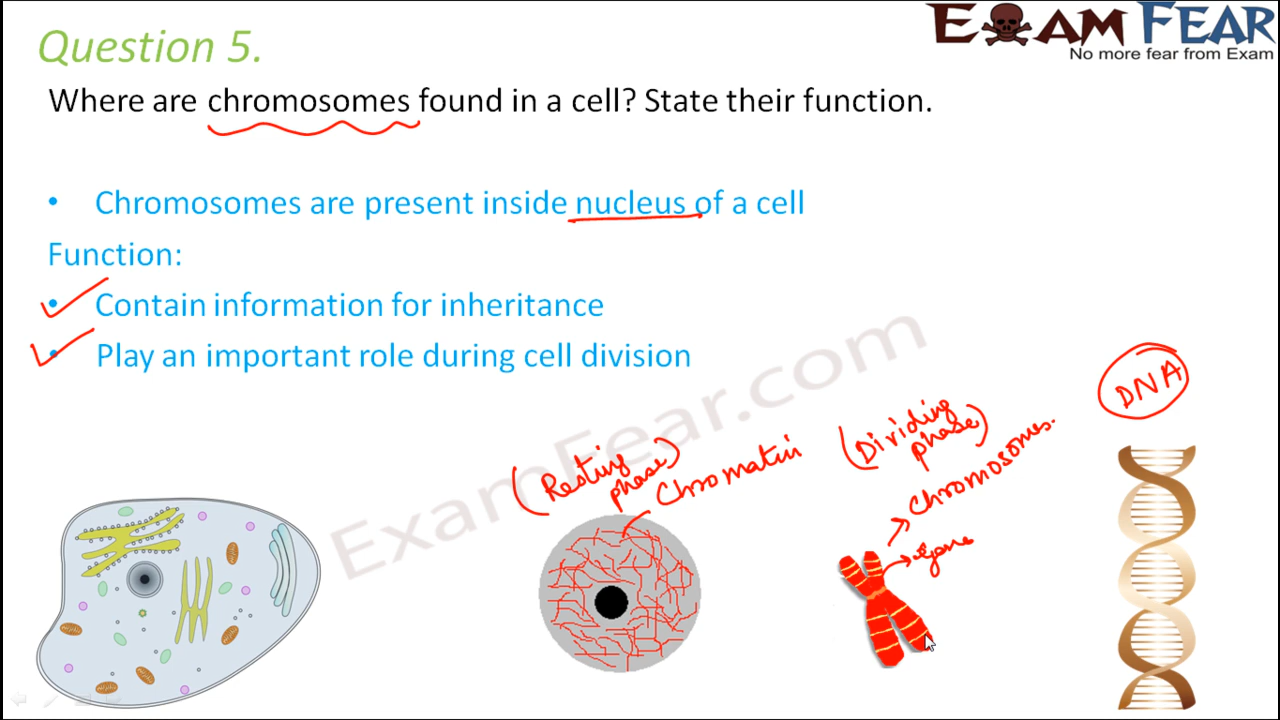 Question 5.
EXAM FEAR
No more fear from Exam
Where are chromosomes found in a cell? State their function.
• Chromosomes are present inside nucleus of a cell
Function:
• Contain information for inheritance
• Play an important role during cell division
ExamFear.com
DNA
(Resting
phase)
Chromatin
(Dividing
phase)
Chromosomes.
Gene